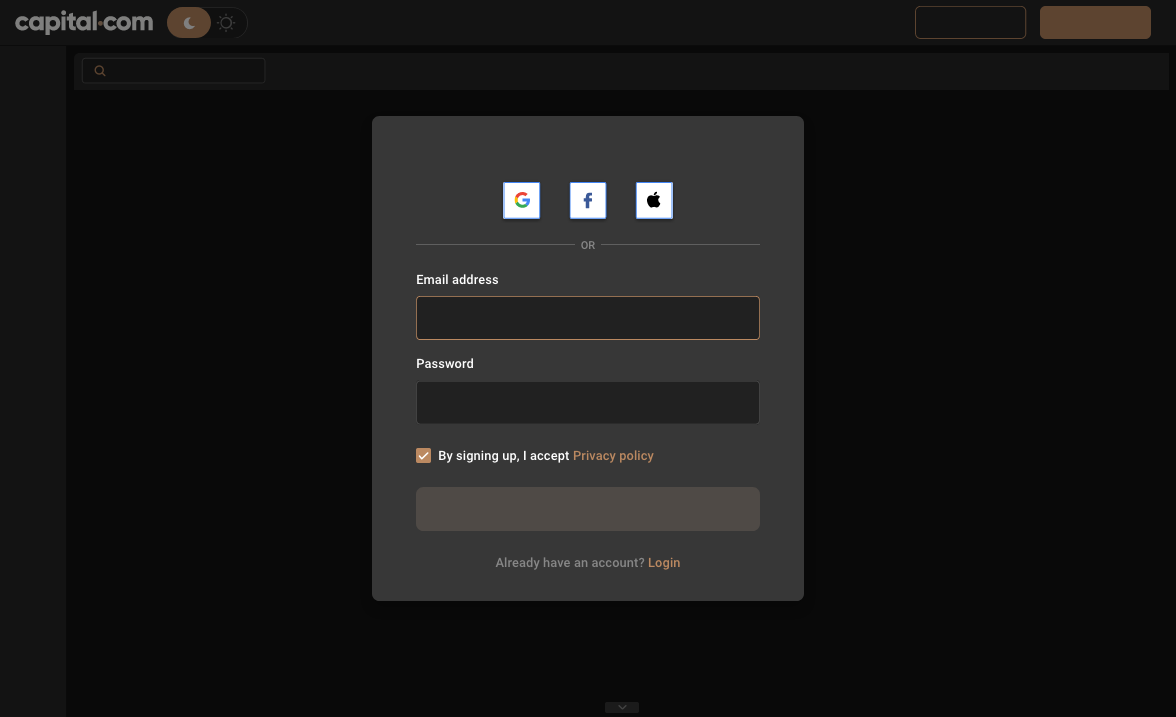 capital.com
OR
Email address
Password
By signing up, I accept Privacy policy
Already have an account? Login